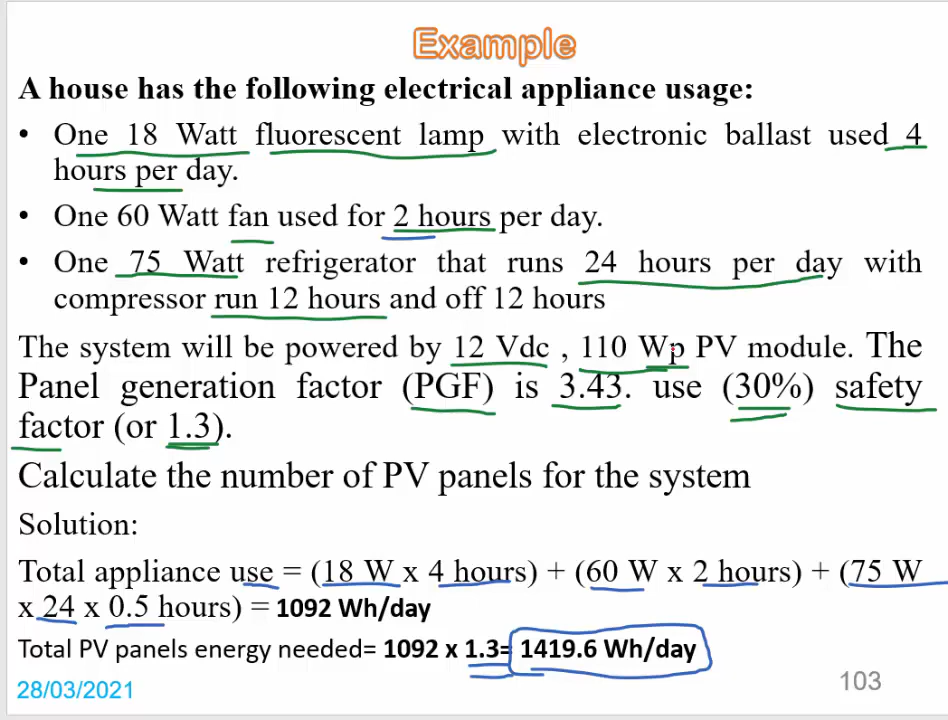 Example
A house has the following electrical appliance usage:
• One 18 Watt fluorescent lamp with electronic ballast used 4
hours per day.
• One 60 Watt fan used for 2 hours per day.
• One 75 Watt refrigerator that runs 24 hours per day with
compressor run 12 hours and off 12 hours
The system will be powered by 12 Vdc , 110 Wp PV module. The
Panel generation factor (PGF) is 3.43. use (30%) safety
factor (or 1.3).
Calculate the number of PV panels for the system
Solution:
Total appliance use = (18 W x 4 hours) + (60 W x 2 hours) + (75 W
x 24 x 0.5 hours) = 1092 Wh/day
Total PV panels energy needed= 1092 x 1.3= 1419.6 Wh/day
28/03/2021
103